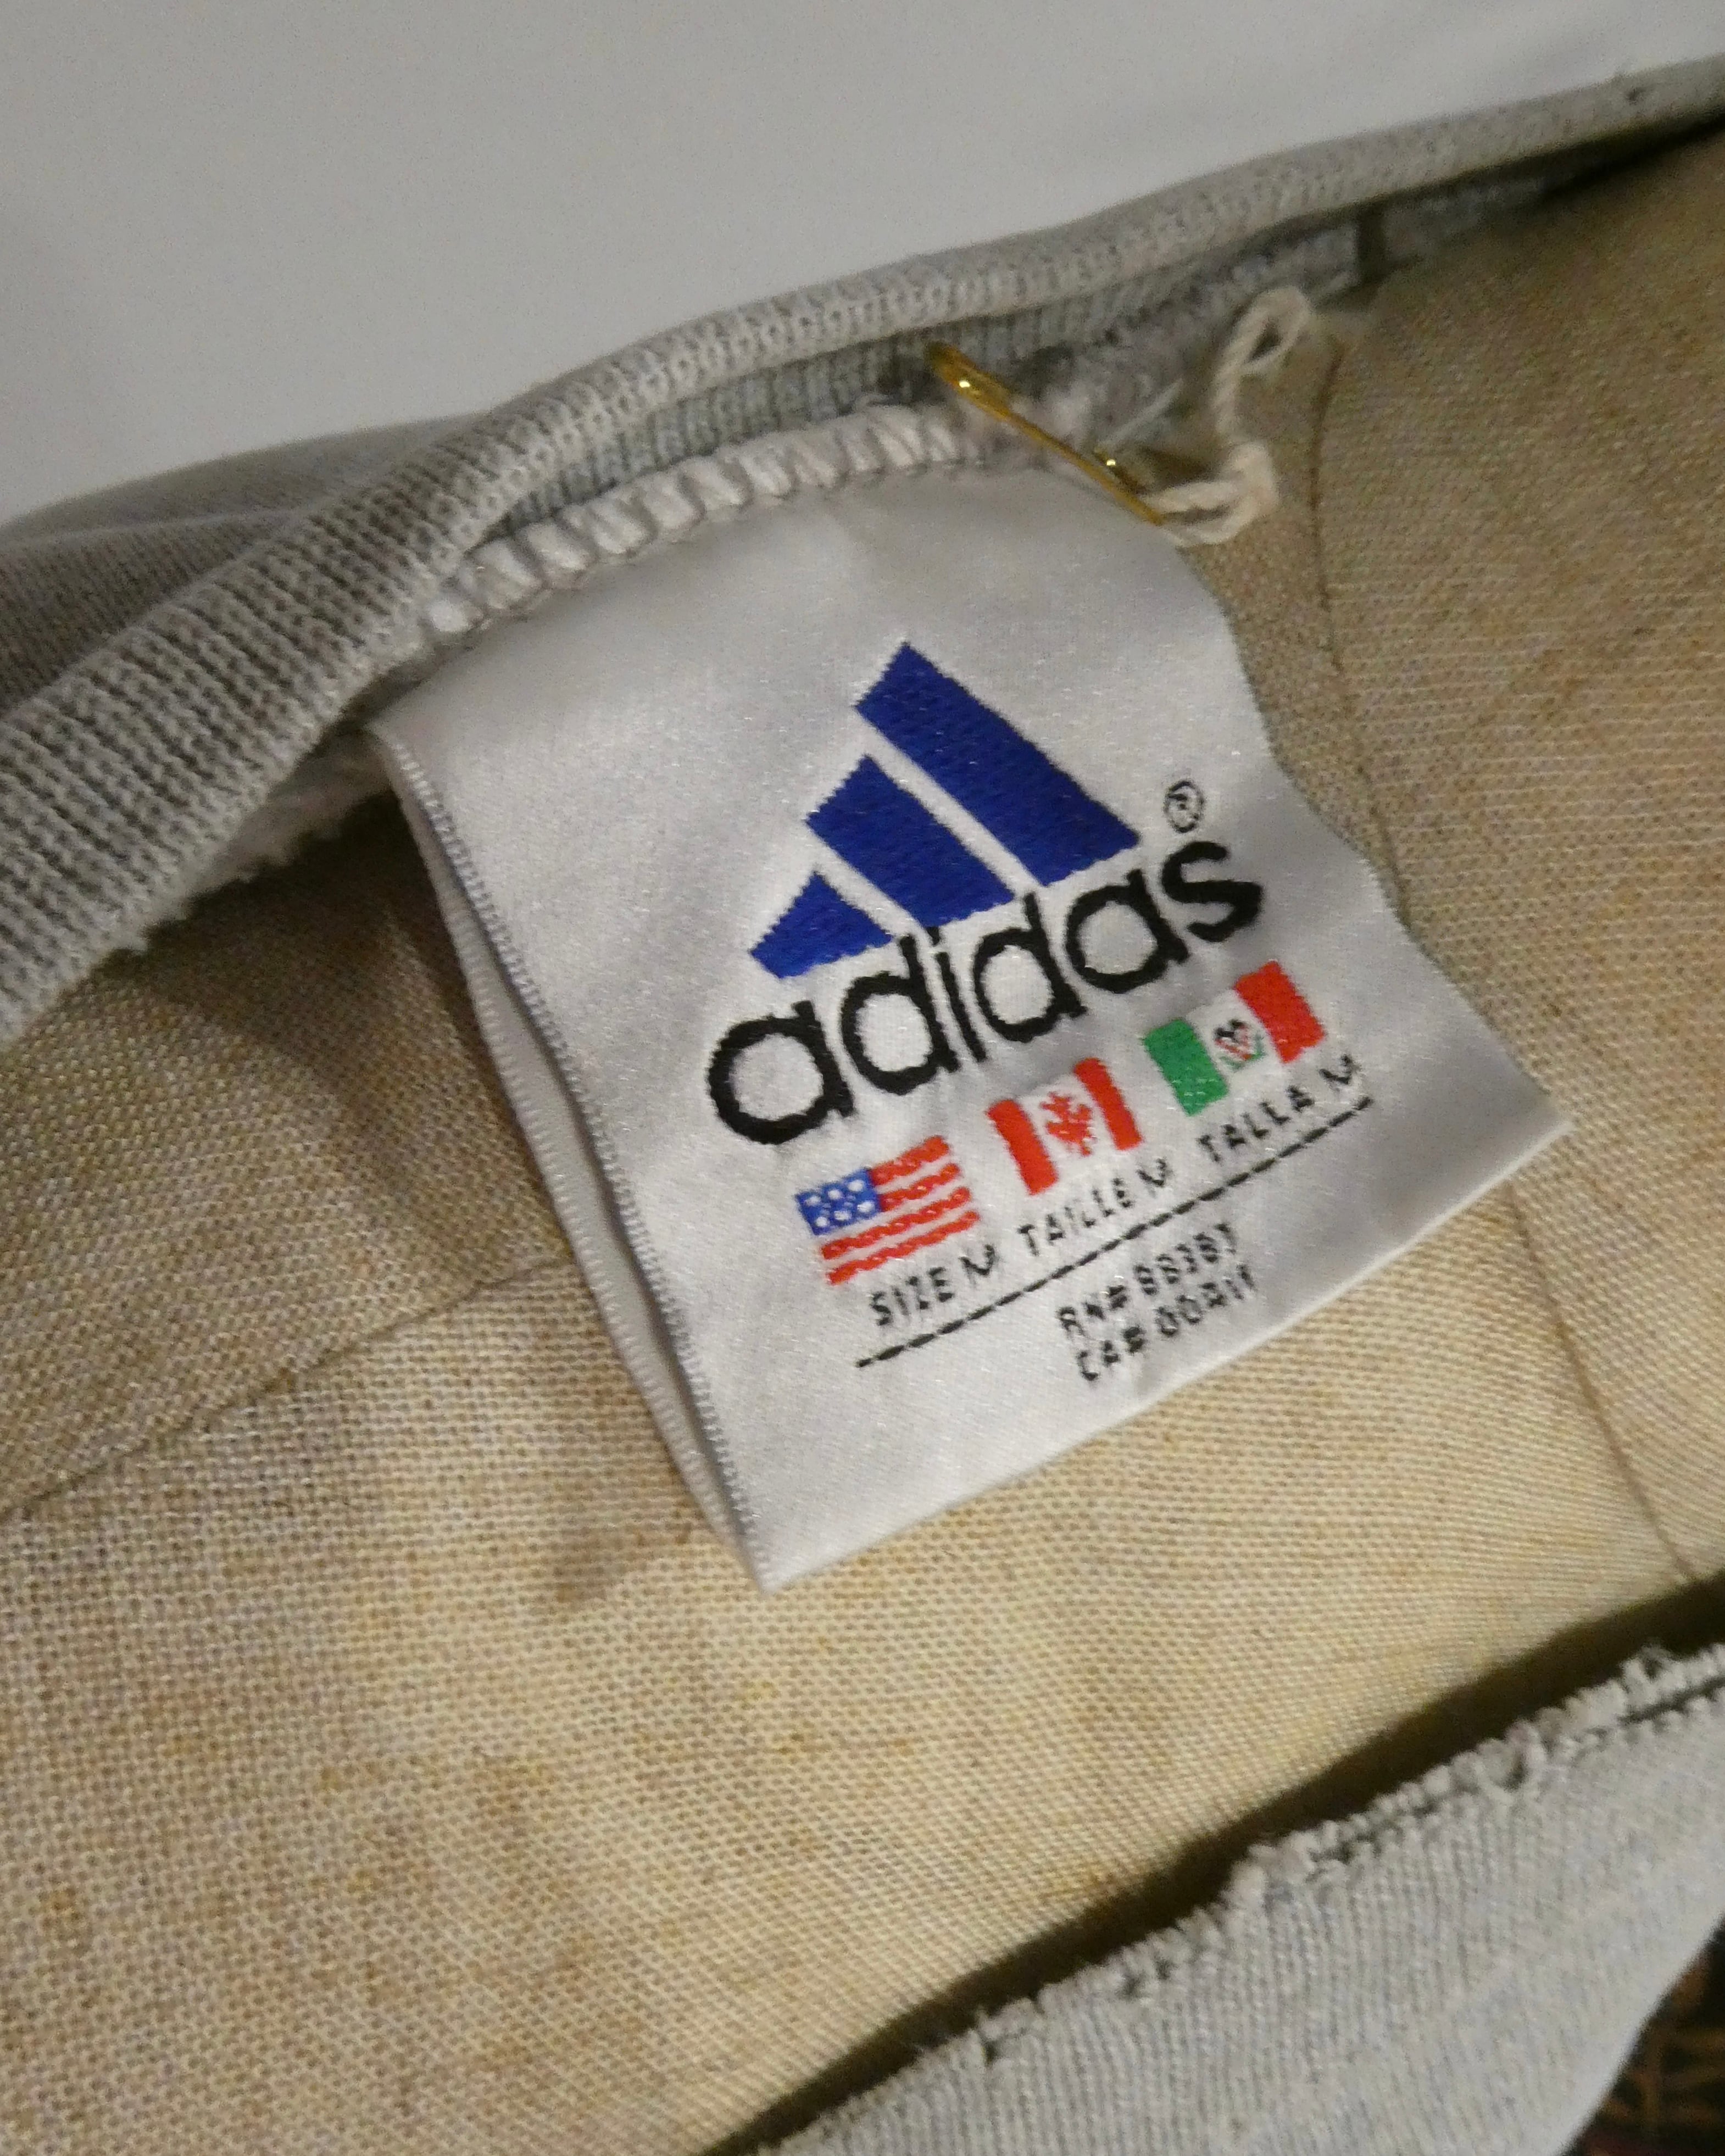 adidas®
SIZE M TAILLE M TALLA M
RN# 88387
CA# 00411